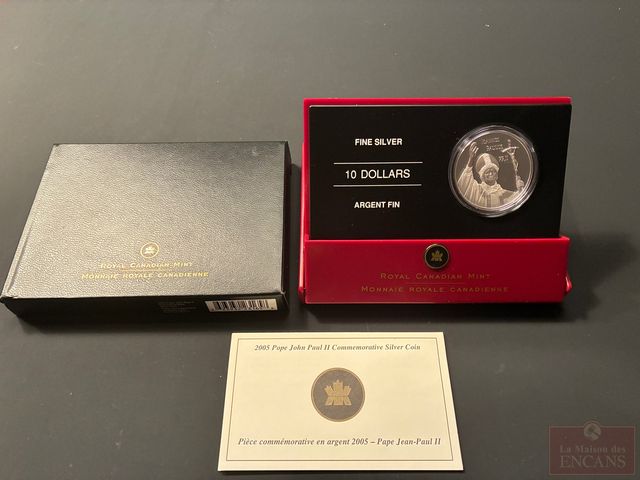 ROYAL CANADIAN MINT
MONNAIE ROYALE CANADIENNE
FINE SILVER
10 DOLLARS
ARGENT FIN
ROYAL CANADIAN MINT
MONNAIE ROYALE CANADIENNE
2005 Pope John Paul II Commemorative Silver Coin
Pièce commémorative en argent 2005 – Pape Jean-Paul II
La Maison des
ENCANS